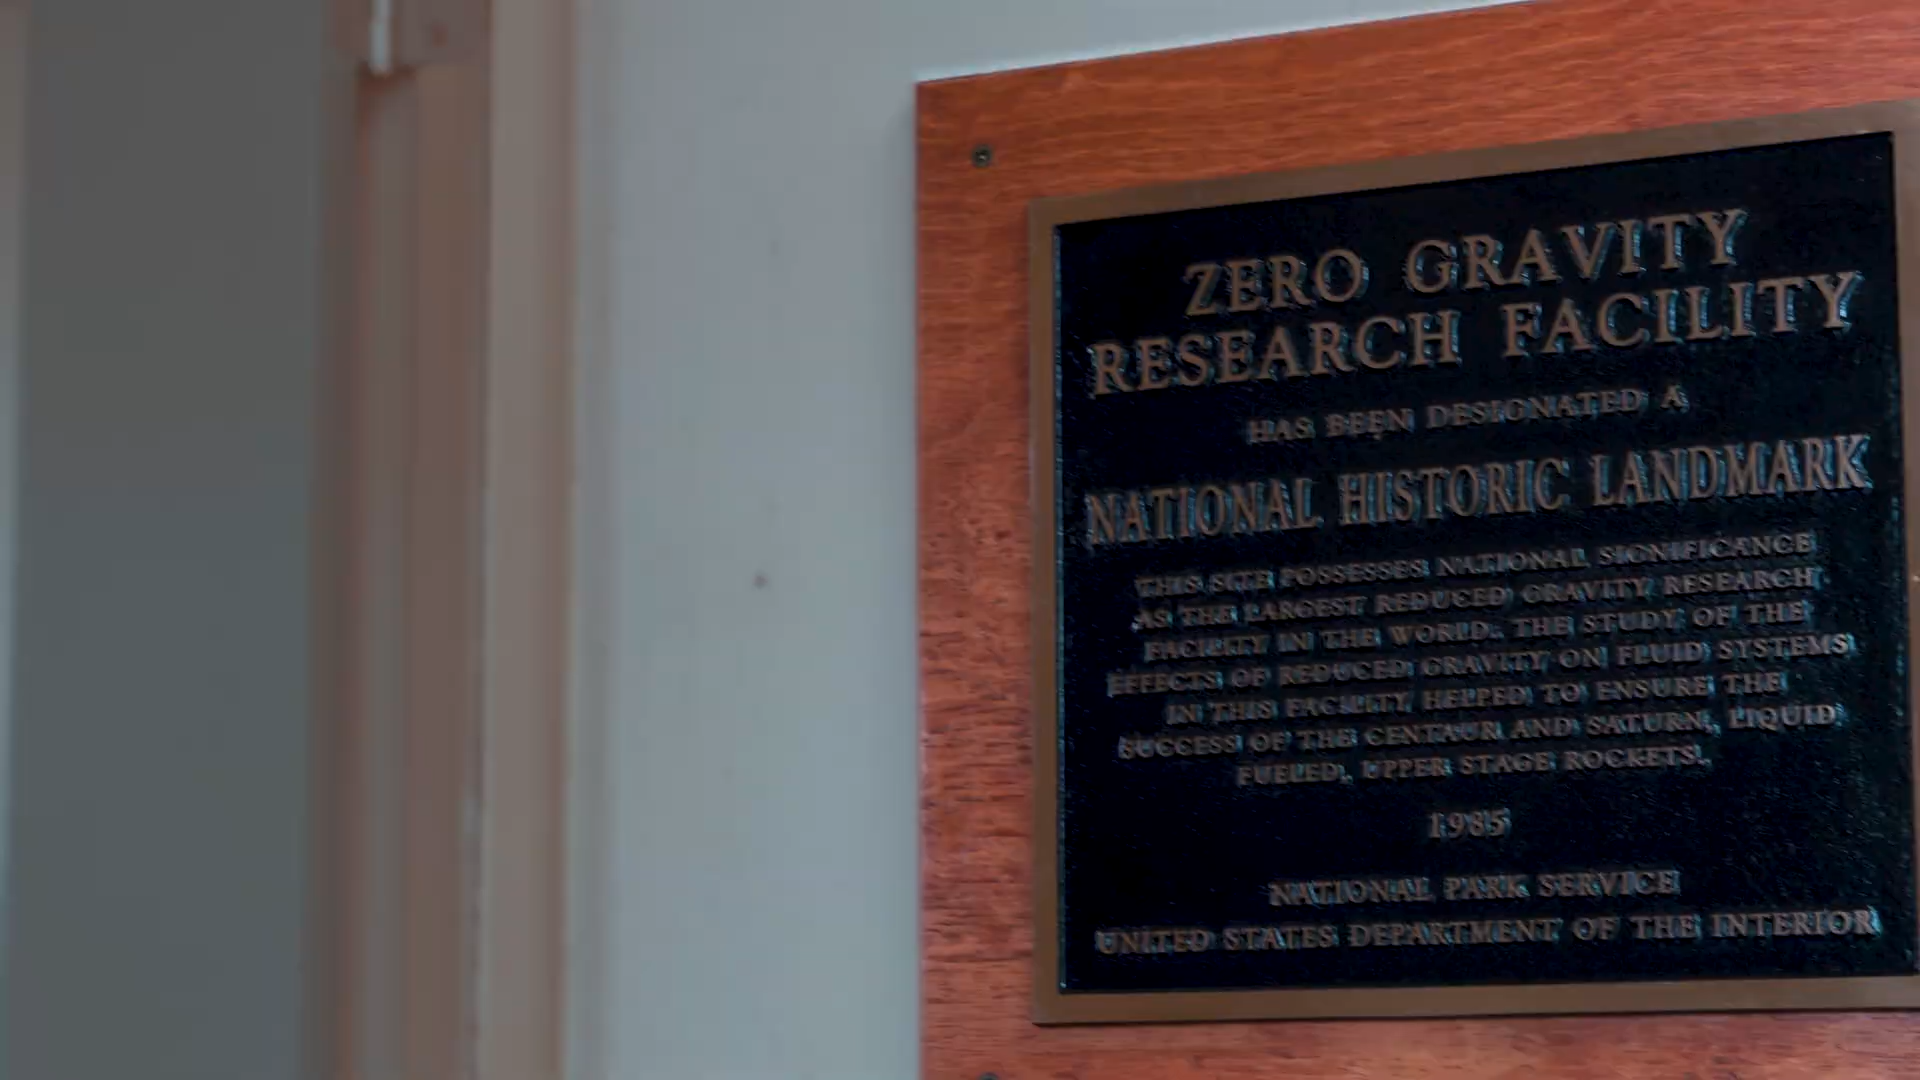 ZERO GRAVITY
RESEARCH FACILITY
HAS BEEN DESIGNATED A
NATIONAL HISTORIC LANDMARK
THIS SITE POSSESSES NATIONAL SIGNIFICANCE
AS THE LARGEST REDUCED GRAVITY RESEARCH
FACILITY IN THE WORLD. THE STUDY OF THE
EFFECTS OF REDUCED GRAVITY ON FLUID SYSTEMS
IN THIS FACILITY HELPED TO ENSURE THE
SUCCESS OF THE CENTAUR AND SATURN, LIQUID
FUELED, UPPER STAGE ROCKETS.
1985
NATIONAL PARK SERVICE
UNITED STATES DEPARTMENT OF THE INTERIOR